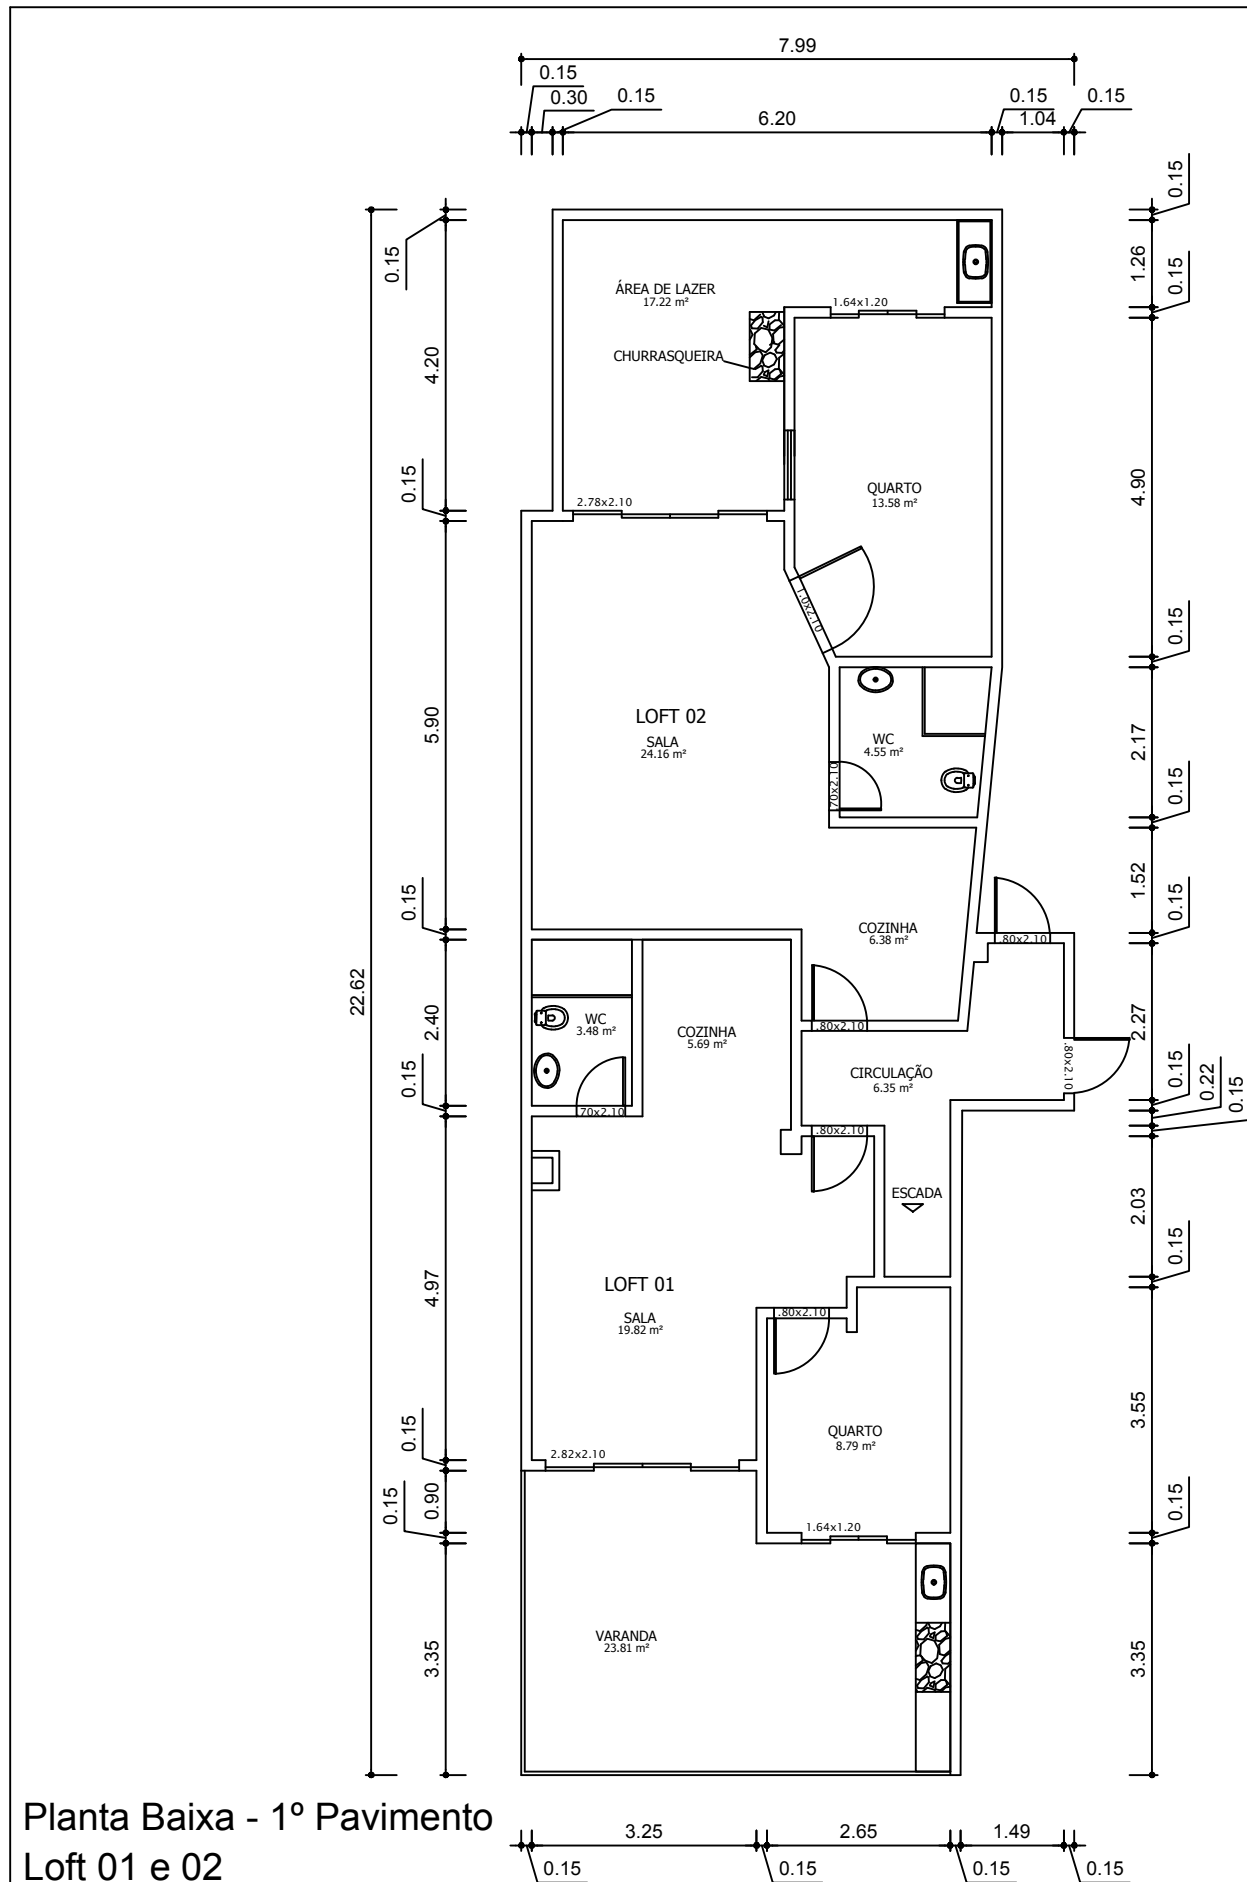 7.99
0.15
0.30
0.15
0.15
0.15
6.20
1.04
0.15
0.15
1.26
0.15
ÁREA DE LAZER
17.22 m²
1.64x1.20
CHURRASQUEIRA
4.20
0.15
2.78x2.10
QUARTO
13.58 m²
4.90
1.0x2.10
0.15
LOFT 02
SALA
24.16 m²
5.90
WC
4.55 m²
.70x2.10
2.17
0.15
1.52
0.15
0.15
COZINHA
6.38 m²
.80x2.10
22.62
2.40
WC
3.48 m²
COZINHA
5.69 m²
.80x2.10
2.27
CIRCULAÇÃO
6.35 m²
.80x2.10
0.15
0.22
0.15
0.15
.70x2.10
.80x2.10
ESCADA
2.03
0.15
LOFT 01
SALA
19.82 m²
4.97
.80x2.10
QUARTO
8.79 m²
3.55
0.15
2.82x2.10
0.15
0.90
1.64x1.20
0.15
VARANDA
23.81 m²
3.35
3.35
Planta Baixa - 1º Pavimento
Loft 01 e 02
3.25
2.65
1.49
0.15
0.15
0.15
0.15